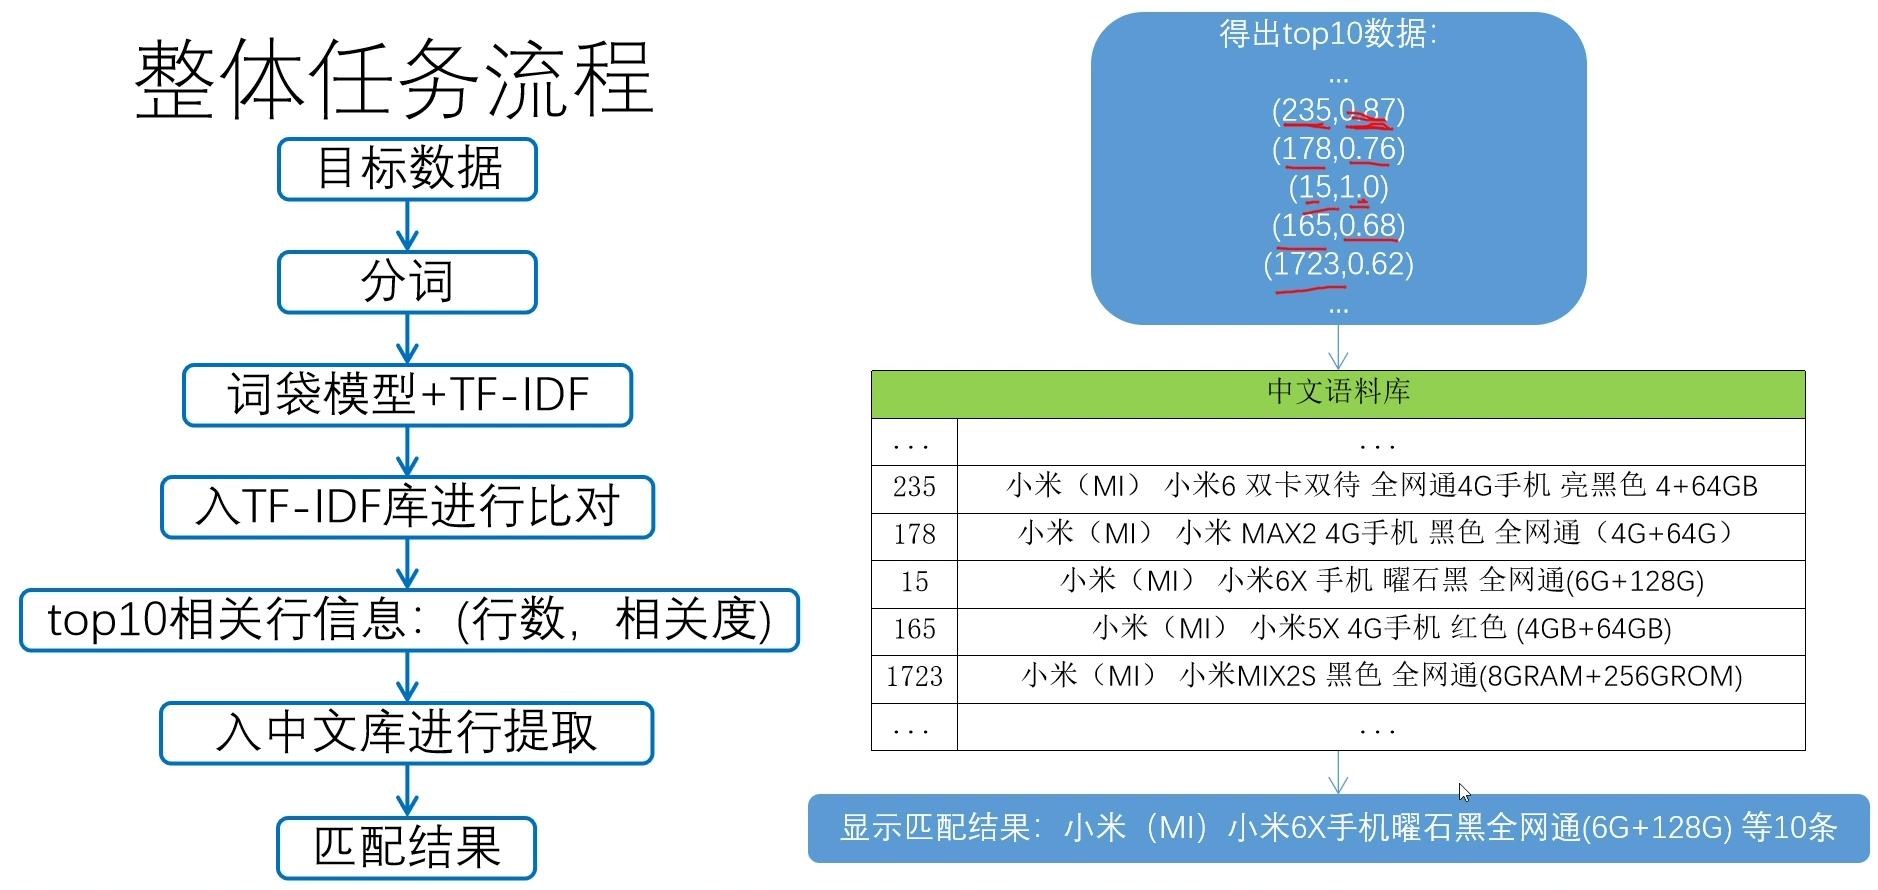 整体任务流程
目标数据
分词
词袋模型+TF-IDF
入TF-IDF库进行比对
top10相关行信息：(行数，相关度)
入中文库进行提取
匹配结果
得出top10数据：
...
(235,0.87)
(178,0.76)
(15,1.0)
(165,0.68)
(1723,0.62)
...
中文语料库
... ...
235 小米（MI） 小米6 双卡双待 全网通4G手机 亮黑色 4+64GB
178 小米（MI） 小米 MAX2 4G手机 黑色 全网通（4G+64G）
15 小米（MI） 小米6X 手机 曜石黑 全网通(6G+128G)
165 小米（MI） 小米5X 4G手机 红色 (4GB+64GB)
1723 小米（MI） 小米MIX2S 黑色 全网通(8GRAM+256GROM)
... ...
显示匹配结果：小米（MI）小米6X手机曜石黑全网通(6G+128G) 等10条